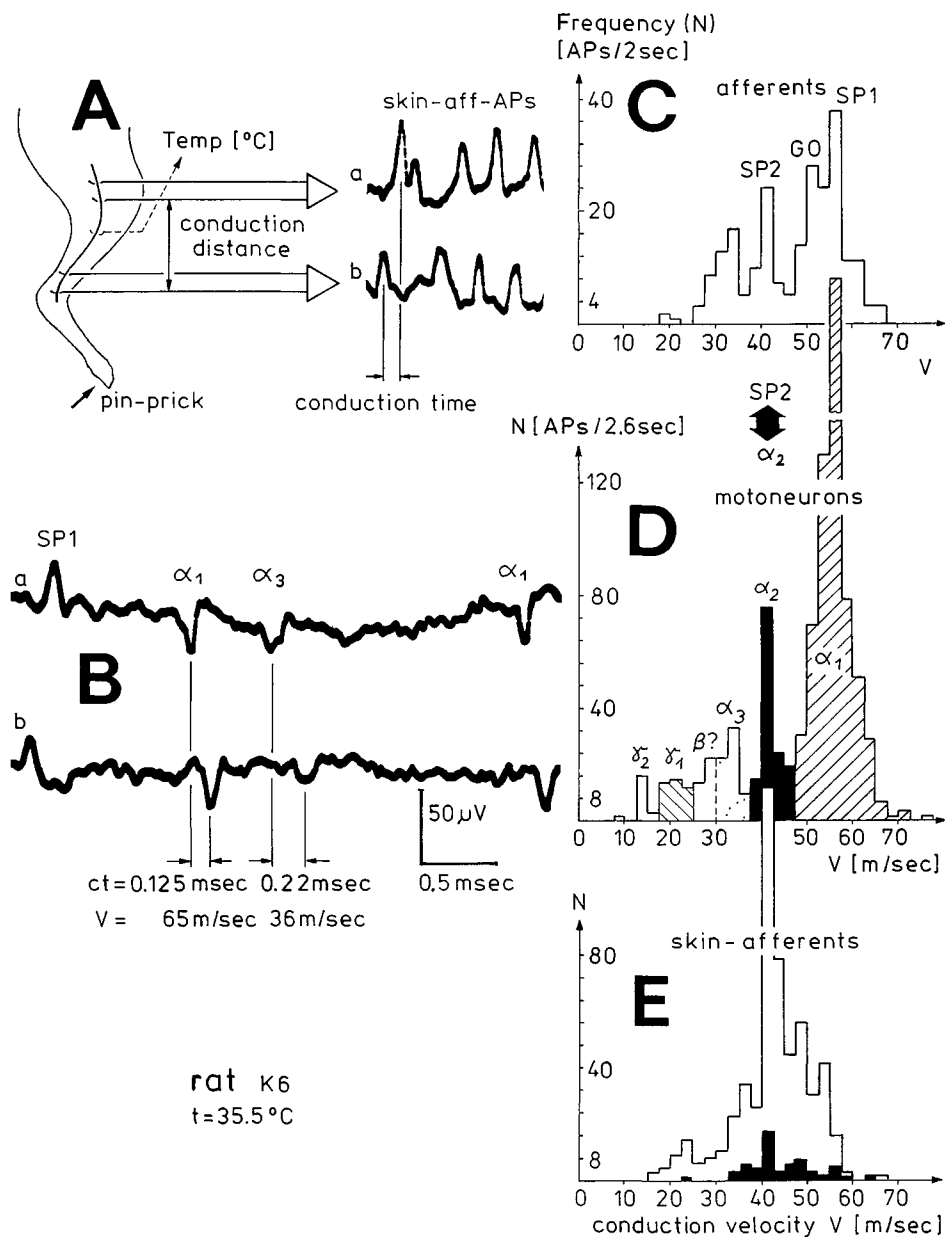 A
Temp [°C]
skin-aff-APs
a
conduction
distance
b
pin-prick
conduction time
Frequency (N)
[APs/2sec]
C
afferents
SP1
GO
SP2
40
20
4
0 10 20 30 40 50 70
V
SP2
α2
N [APs/2.6sec]
motoneurons
D
120
80
40
8
α2
α1
α3
β?
γ1
γ2
0 10 20 30 40 50 60 70
V [m/sec]
B
SP1
a
α1
α3
α1
b
50µV
0.5 msec
ct=0.125msec 0.22msec
V = 65m/sec 36m/sec
N
skin-afferents
E
80
40
8
0 10 20 30 40 50 60 70
conduction velocity V [m/sec]
rat K6
t=35.5°C